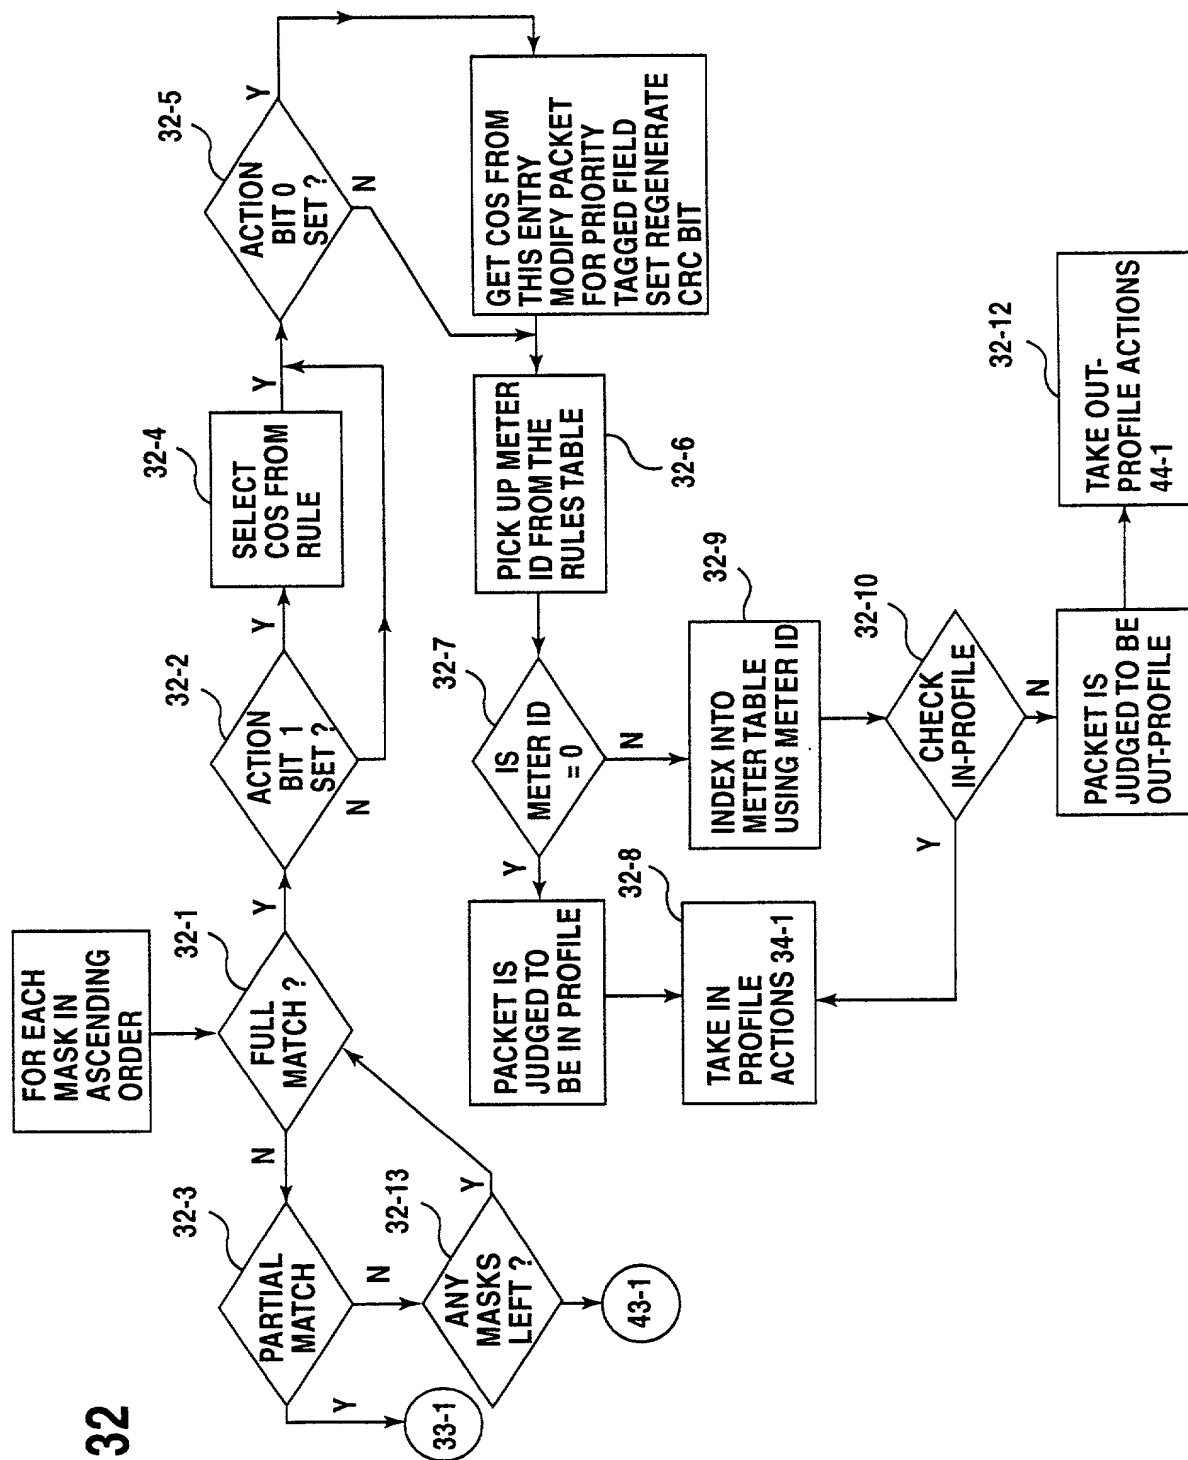 32
FOR EACH
MASK IN
ASCENDING
ORDER
32-1
FULL
MATCH ?
Y
N
32-3
PARTIAL
MATCH
Y
33-1
N
32-13
ANY
MASKS
LEFT ?
Y
43-1
32-2
ACTION
BIT 1
SET ?
Y
N
32-4
SELECT
COS FROM
RULE
Y
32-5
ACTION
BIT 0
SET ?
Y
N
GET COS FROM
THIS ENTRY
MODIFY PACKET
FOR PRIORITY
TAGGED FIELD
SET REGENERATE
CRC BIT
PICK UP METER
ID FROM THE
RULES TABLE
32-6
32-7
IS
METER ID
= 0
Y
N
PACKET IS
JUDGED TO
BE IN PROFILE
32-8
TAKE IN
PROFILE
ACTIONS 34-1
32-9
INDEX INTO
METER TABLE
USING METER ID
32-10
CHECK
IN-PROFILE
Y
N
PACKET IS
JUDGED TO BE
OUT-PROFILE
32-12
TAKE OUT-
PROFILE ACTIONS
44-1